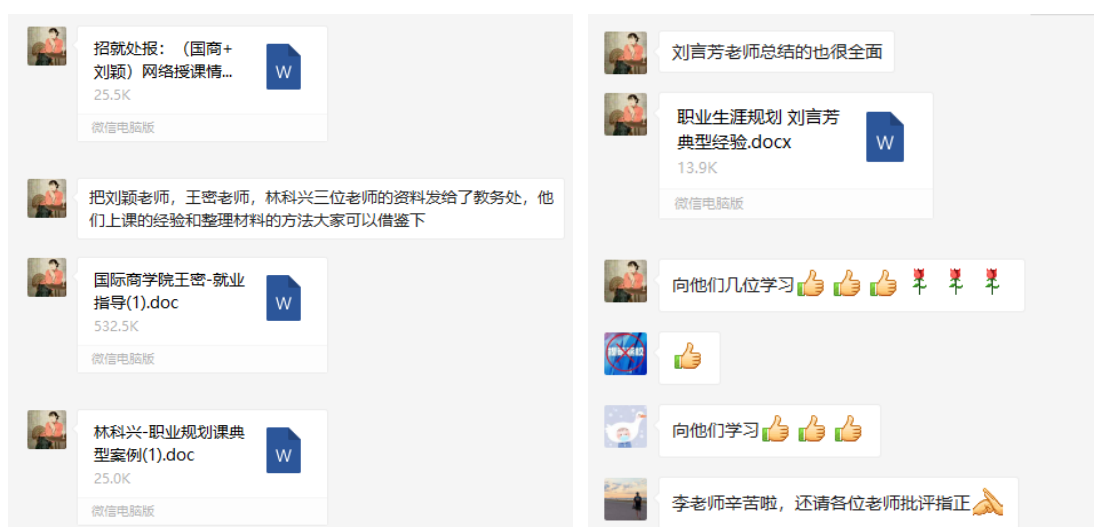 招就处报：（国商+
刘颖）网络授课情...
25.5K
微信电脑版
把刘颖老师，王密老师，林科兴三位老师的资料发给了教务处，他
们上课的经验和整理材料的方法大家可以借鉴下
国际商学院王密-就业
指导(1).doc
532.5K
微信电脑版
林科兴-职业规划课典
型案例(1).doc
25.0K
微信电脑版
刘言芳老师总结的也很全面
职业生涯规划 刘言芳
典型经验.docx
13.9K
微信电脑版
向他们几位学习
向他们学习
李老师辛苦啦，还请各位老师批评指正